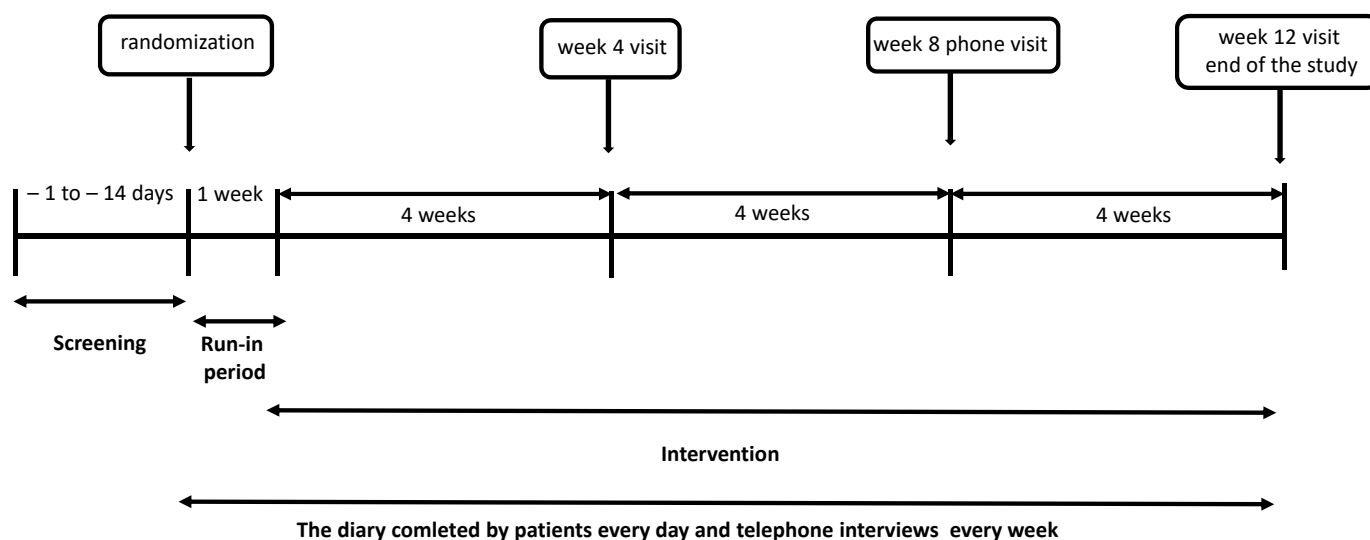 randomization
week 4 visit
week 8 phone visit
week 12 visit
end of the study
– 1 to – 14 days
1 week
4 weeks
4 weeks
4 weeks
Screening
Run-in
period
Intervention
The diary comleted by patients every day and telephone interviews every week